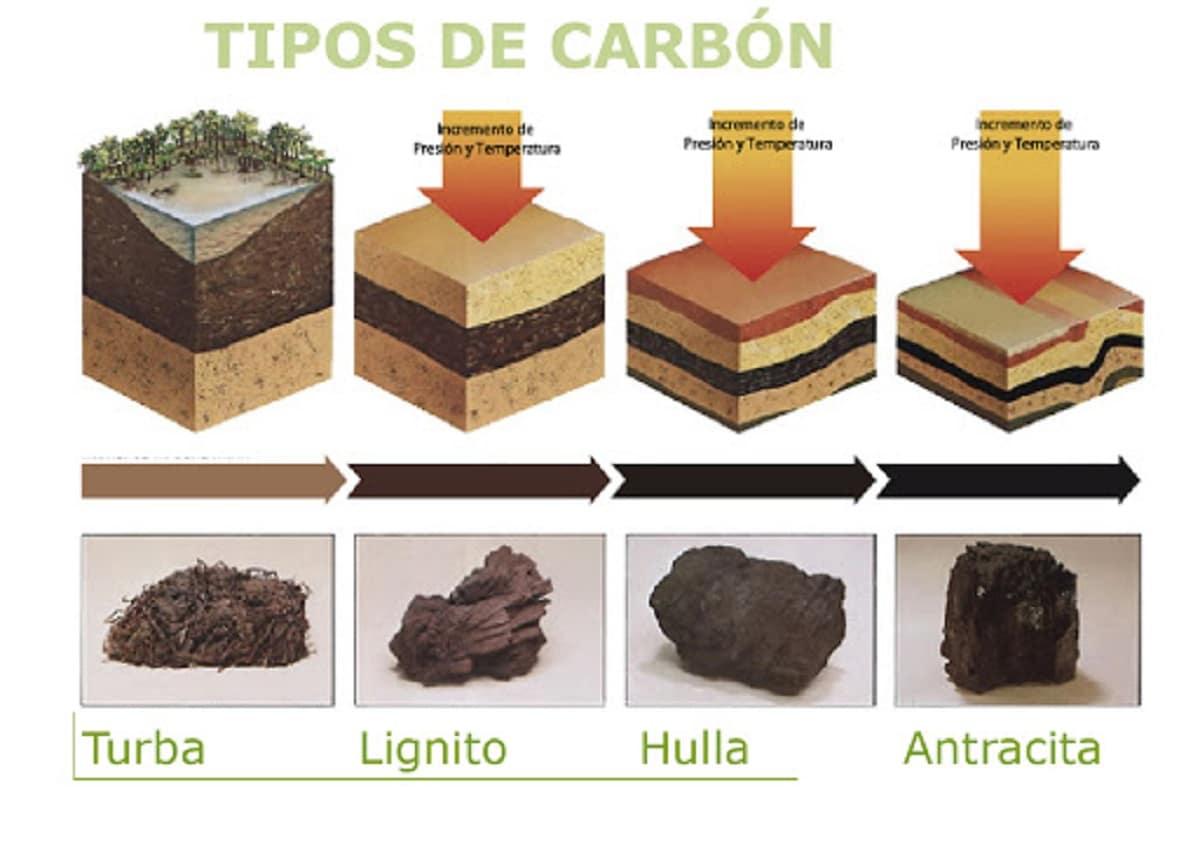 TIPOS DE CARBÓN
Incremento de
Presión y Temperatura
Incremento de
Presión y Temperatura
Incremento de
Presión y Temperatura
Turba
Lignito
Hulla
Antracita